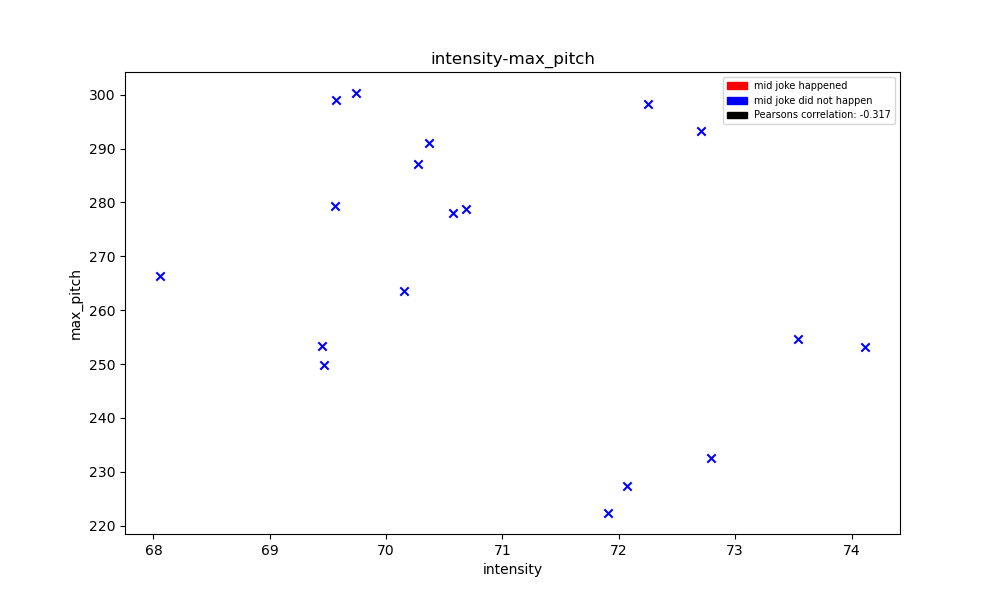 intensity-max_pitch
mid joke happened
mid joke did not happen
Pearsons correlation: -0.317
300
290
280
270
260
250
240
230
220
max_pitch
68 69 70 71 72 73 74
intensity